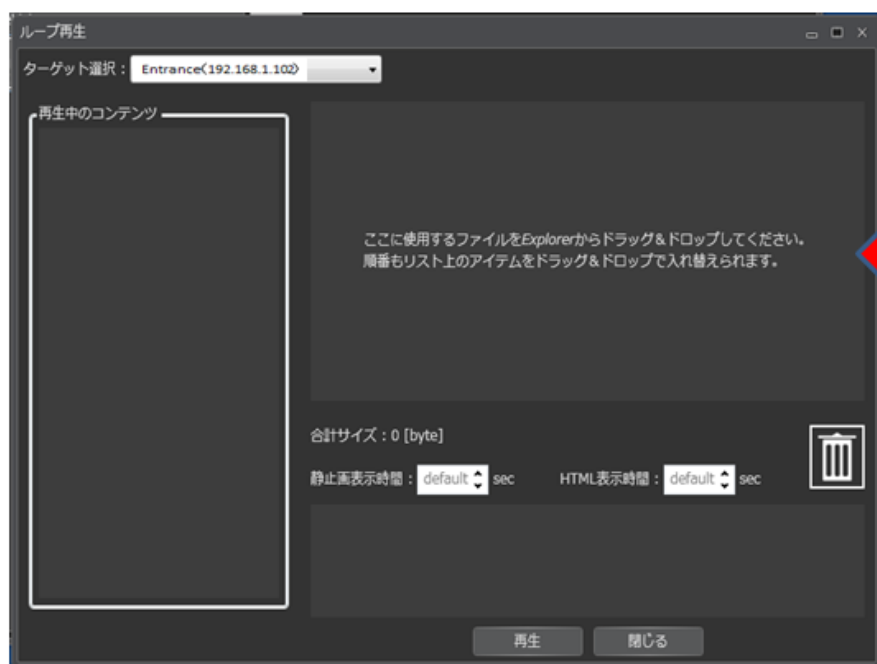 ループ再生
ターゲット選択： Entrance(192.168.1.102)
再生中のコンテンツ
ここに使用するファイルをExplorerからドラッグ＆ドロップしてください。
順番もリスト上のアイテムをドラッグ＆ドロップで入れ替えられます。
合計サイズ：0 [byte]
静止画表示時間： default sec HTML表示時間： default sec
再生 閉じる